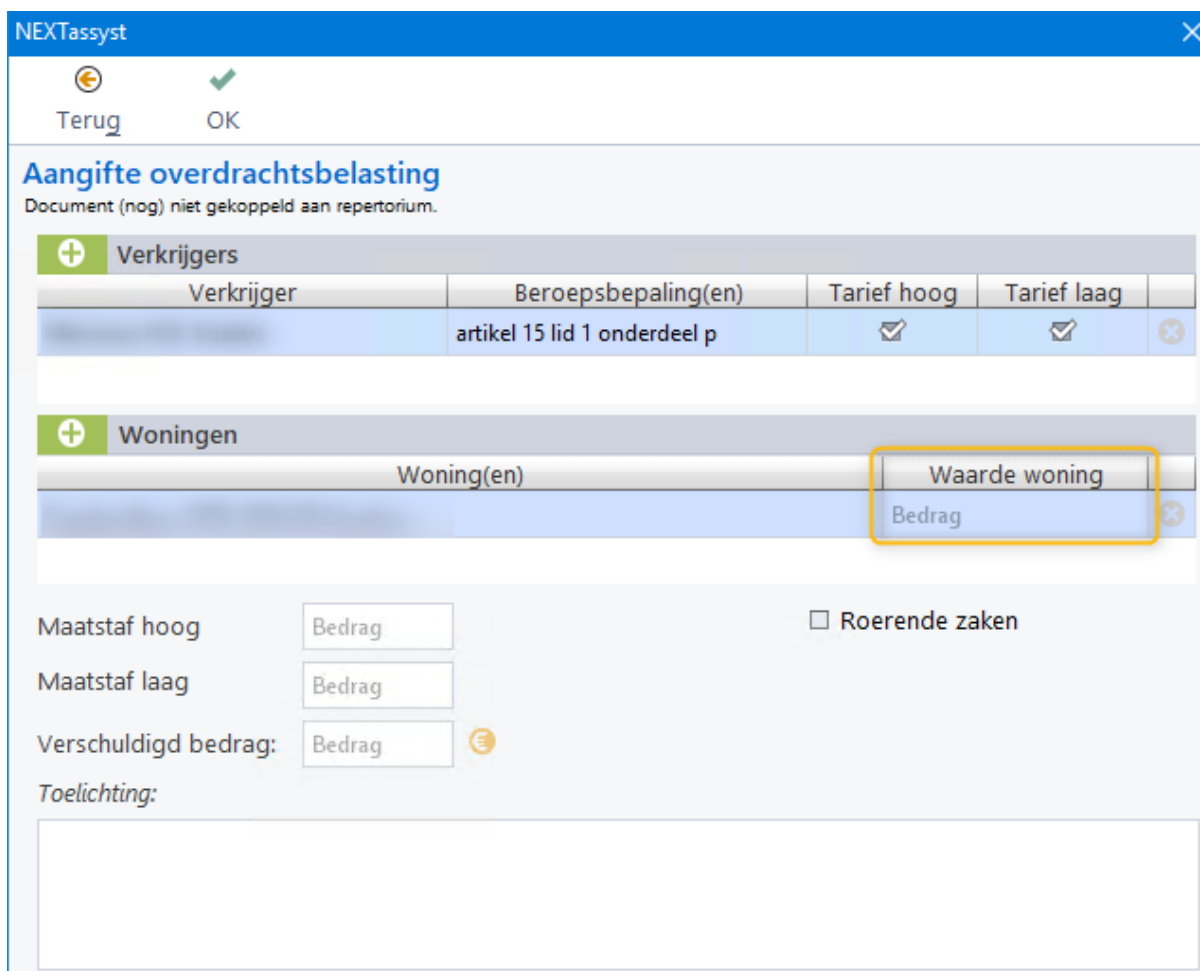 NEXTassyst
Terug OK
Aangifte overdrachtsbelasting
Document (nog) niet gekoppeld aan repertorium.
Verkrijgers
Verkrijger Beroepsbepaling(en) Tarief hoog Tarief laag
artikel 15 lid 1 onderdeel p
Woningen
Woning(en) Waarde woning
Bedrag
Maatstaf hoog Bedrag Roerende zaken
Maatstaf laag Bedrag
Verschuldigd bedrag: Bedrag
Toelichting: